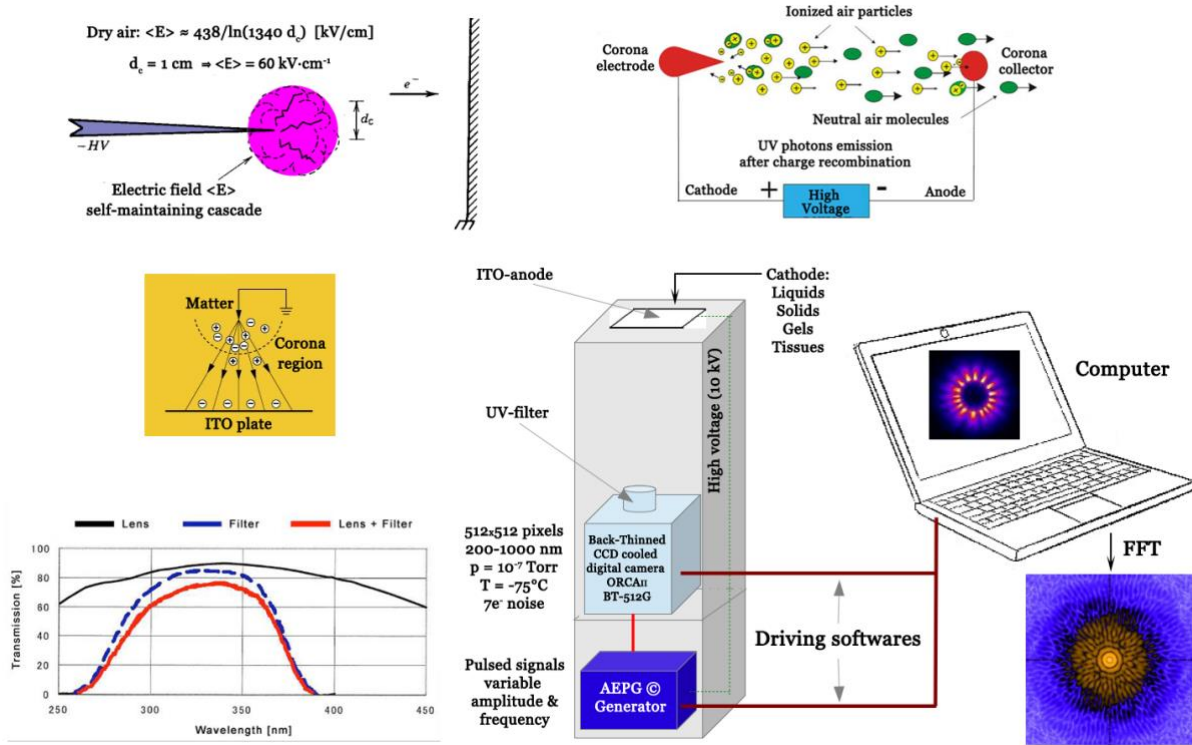 Dry air: <E> ≈ 438/ln(1340 d꜀) [kV/cm]
d꜀ = 1 cm ⇒ <E> = 60 kV·cm⁻¹
e⁻
d꜀
−HV
Electric field <E>
self-maintaining cascade
Ionized air particles
Corona
electrode
Corona
collector
Neutral air molecules
UV photons emission
after charge recombination
Cathode
+
High
Voltage
-
Anode
Matter
Corona
region
ITO plate
ITO-anode
Cathode:
Liquids
Solids
Gels
Tissues
UV-filter
High voltage (10 kV)
Computer
512x512 pixels
200-1000 nm
p = 10⁻⁷ Torr
T = -75°C
7e⁻ noise
Back-Thinned
CCD cooled
digital camera
ORCAII
BT-512G
FFT
Driving softwares
Pulsed signals
variable
amplitude &
frequency
AEPG ©
Generator
Lens
Filter
Lens + Filter
Transmission [%]
100
80
60
40
20
0
250
300
350
400
450
Wavelength [nm]